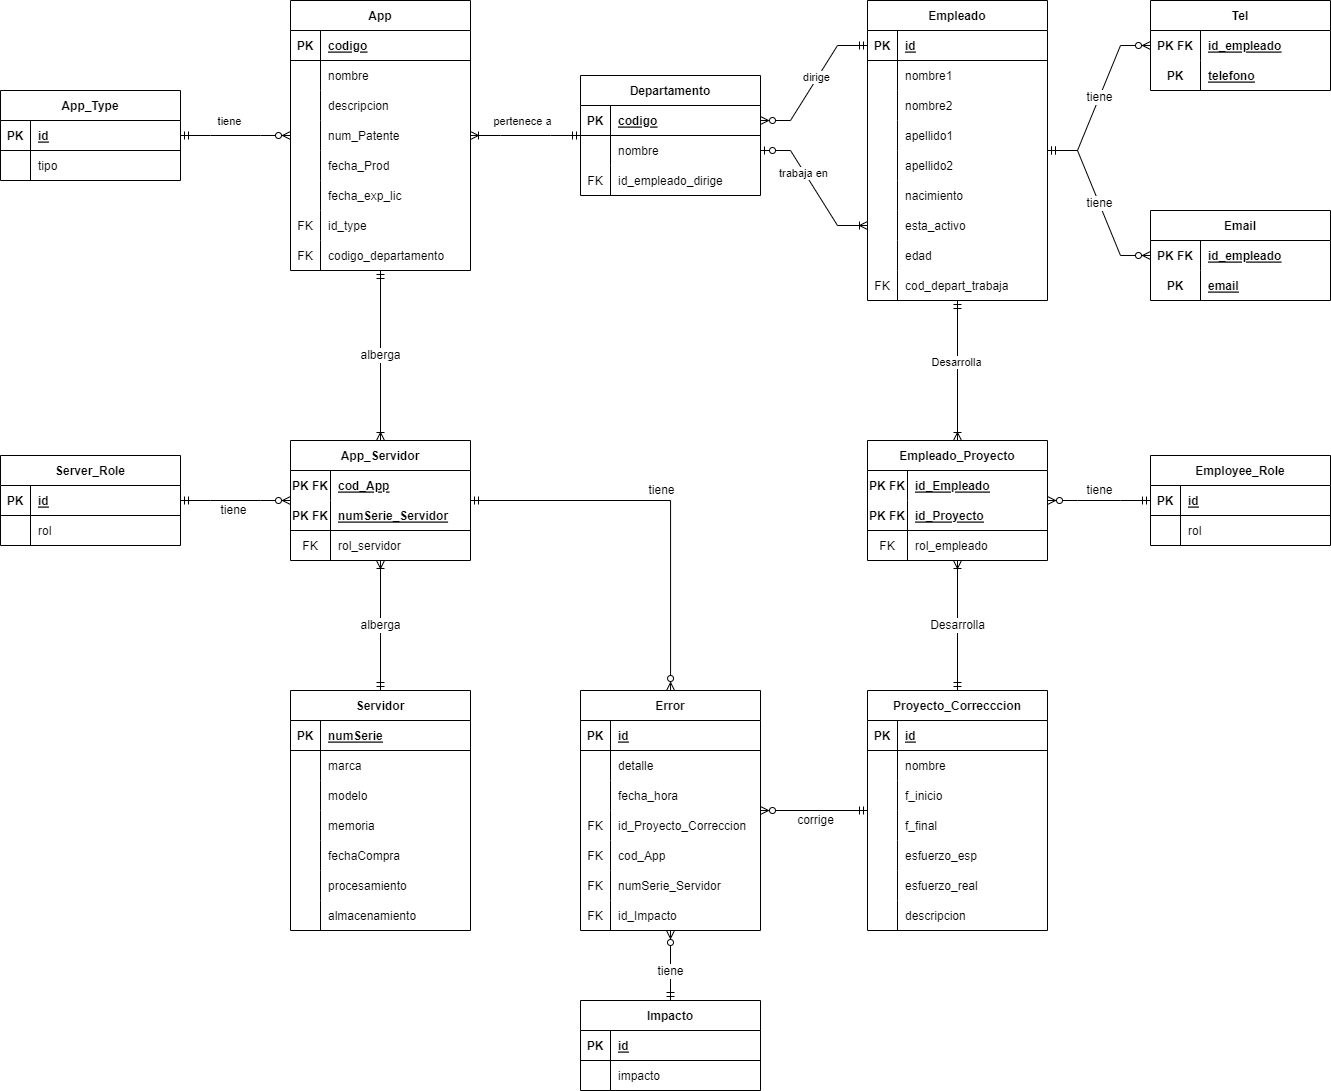 App
PK codigo
nombre
descripcion
num_Patente
fecha_Prod
fecha_exp_lic
FK id_type
FK codigo_departamento
App_Type
PK id
tipo
tiene
pertenece a
Departamento
PK codigo
nombre
FK id_empleado_dirige
dirige
trabaja en
Empleado
PK id
nombre1
nombre2
apellido1
apellido2
nacimiento
esta_activo
edad
FK cod_depart_trabaja
tiene
tiene
Tel
PK FK id_empleado
PK telefono
Email
PK FK id_empleado
PK email
alberga
Desarrolla
Server_Role
PK id
rol
tiene
App_Servidor
PK FK cod_App
PK FK numSerie_Servidor
FK rol_servidor
tiene
Empleado_Proyecto
PK FK id_Empleado
PK FK id_Proyecto
FK rol_empleado
tiene
Employee_Role
PK id
rol
alberga
Desarrolla
Servidor
PK numSerie
marca
modelo
memoria
fechaCompra
procesamiento
almacenamiento
Error
PK id
detalle
fecha_hora
FK id_Proyecto_Correccion
FK cod_App
FK numSerie_Servidor
FK id_Impacto
corrige
Proyecto_Correcccion
PK id
nombre
f_inicio
f_final
esfuerzo_esp
esfuerzo_real
descripcion
tiene
Impacto
PK id
impacto